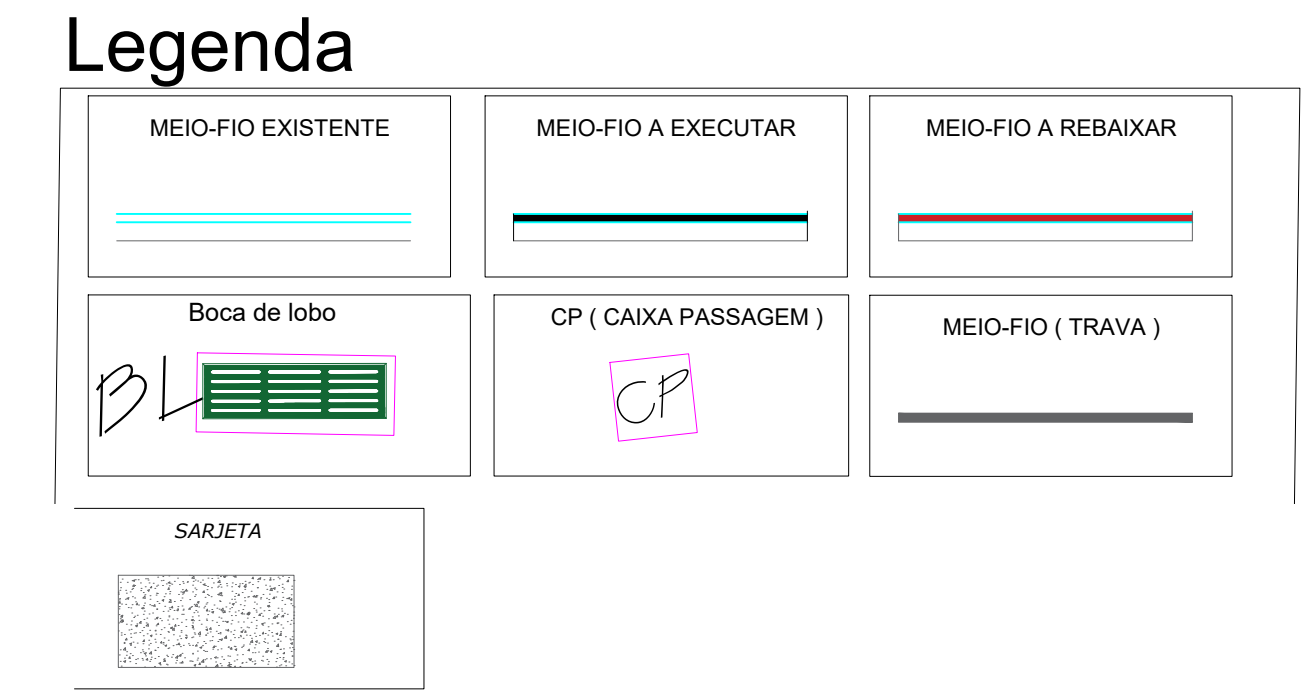 Legenda
MEIO-FIO EXISTENTE
MEIO-FIO A EXECUTAR
MEIO-FIO A REBAIXAR
Boca de lobo
BL
CP ( CAIXA PASSAGEM )
CP
MEIO-FIO ( TRAVA )
SARJETA